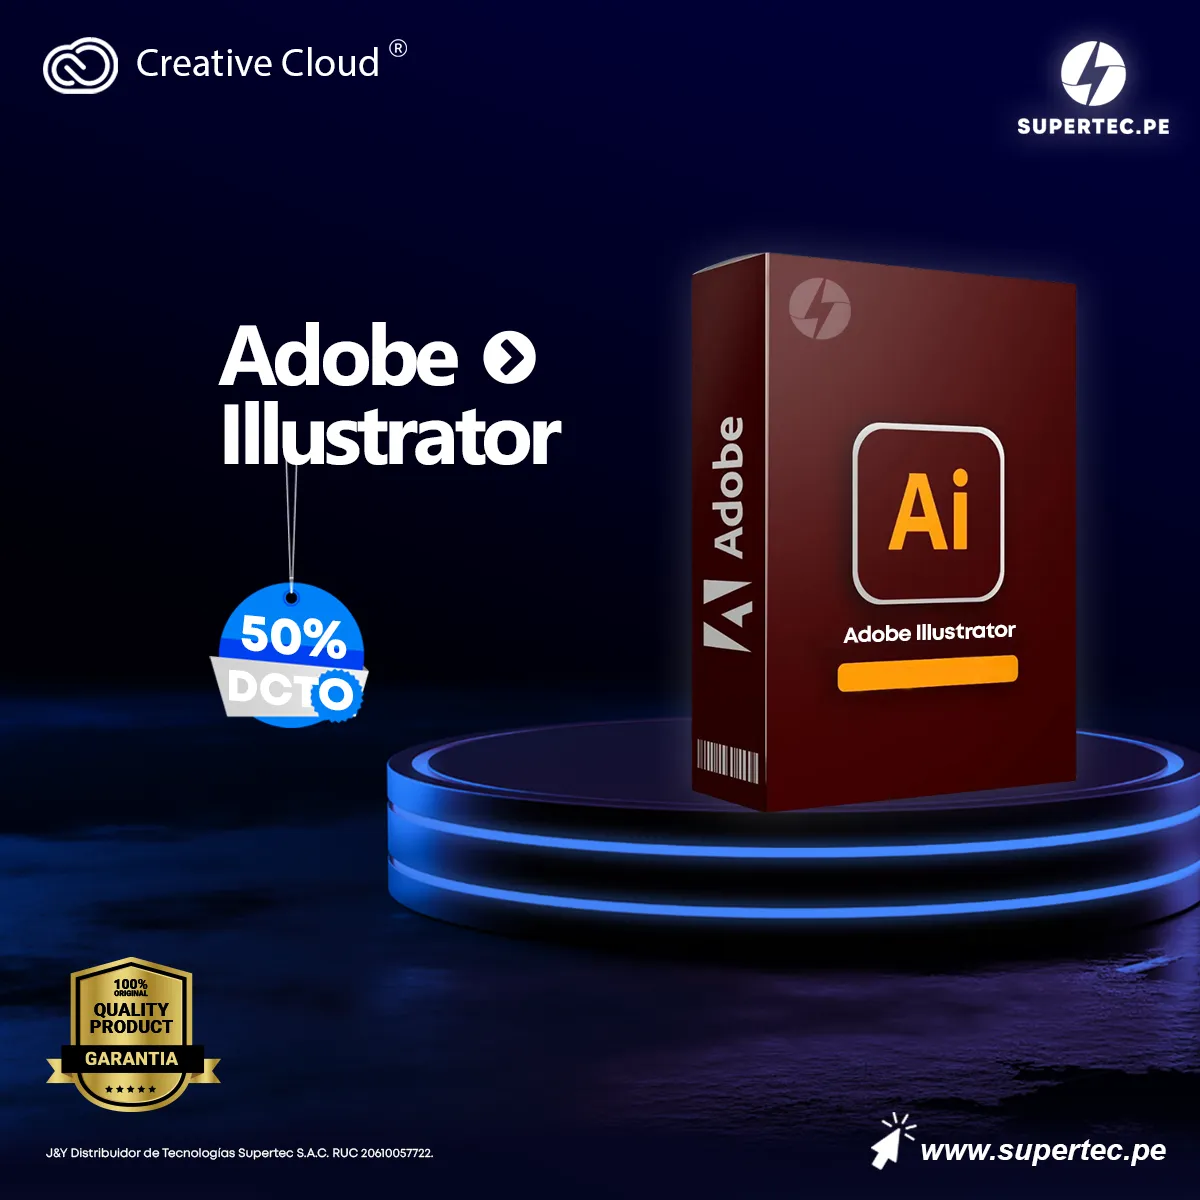 Creative Cloud ®
SUPERTEC.PE
Adobe
Illustrator
50%
DCTO
Adobe
Ai
Adobe Illustrator
100%
ORIGINAL
QUALITY
PRODUCT
GARANTIA
J&Y Distribuidor de Tecnologías Supertec S.A.C. RUC 20610057722.
www.supertec.pe